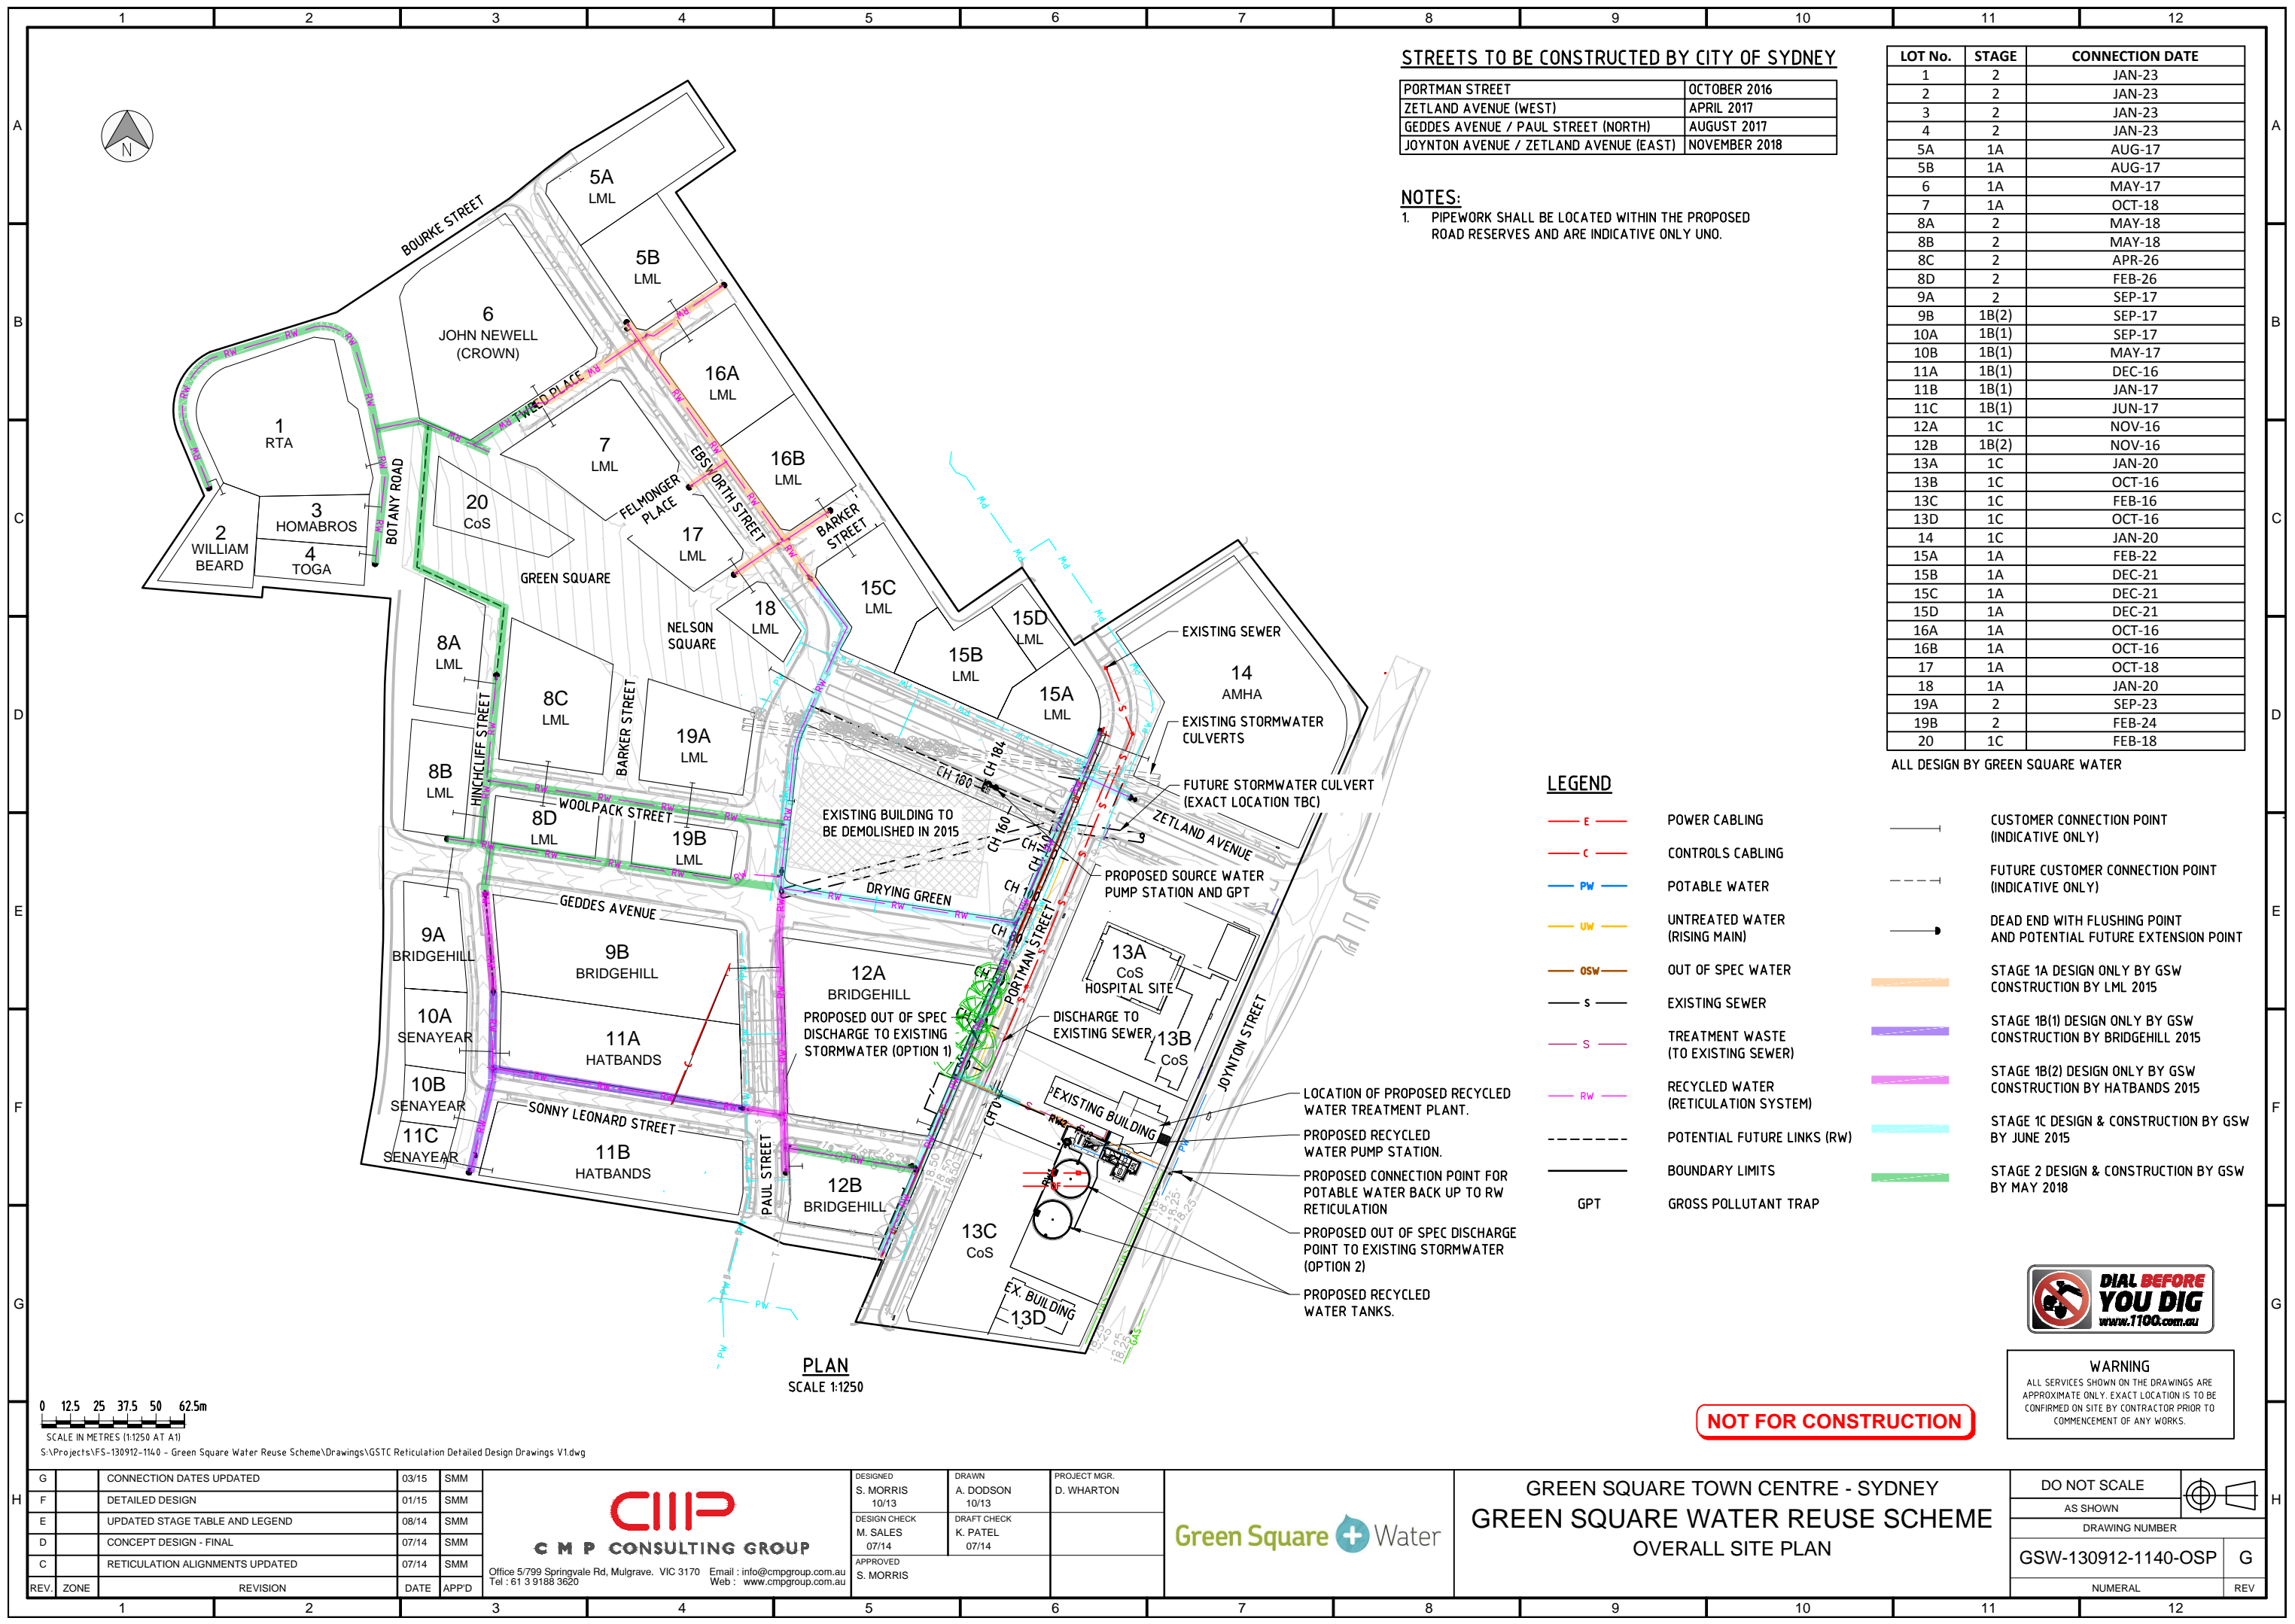 STREETS TO BE CONSTRUCTED BY CITY OF SYDNEY
PORTMAN STREET OCTOBER 2016
ZETLAND AVENUE (WEST) APRIL 2017
GEDDES AVENUE / PAUL STREET (NORTH) AUGUST 2017
JOYNTON AVENUE / ZETLAND AVENUE (EAST) NOVEMBER 2018
NOTES:
1. PIPEWORK SHALL BE LOCATED WITHIN THE PROPOSED
ROAD RESERVES AND ARE INDICATIVE ONLY UNO.
LOT No. STAGE CONNECTION DATE
1 2 JAN-23
2 2 JAN-23
3 2 JAN-23
4 2 JAN-23
5A 1A AUG-17
5B 1A AUG-17
6 1A MAY-17
7 1A OCT-18
8A 2 MAY-18
8B 2 MAY-18
8C 2 APR-26
8D 2 FEB-26
9A 2 SEP-17
9B 1B(2) SEP-17
10A 1B(1) SEP-17
10B 1B(1) MAY-17
11A 1B(1) DEC-16
11B 1B(1) JAN-17
11C 1B(1) JUN-17
12A 1C NOV-16
12B 1B(2) NOV-16
13A 1C JAN-20
13B 1C OCT-16
13C 1C FEB-16
13D 1C OCT-16
14 1C JAN-20
15A 1A FEB-22
15B 1A DEC-21
15C 1A DEC-21
15D 1A DEC-21
16A 1A OCT-16
16B 1A OCT-16
17 1A OCT-18
18 1A JAN-20
19A 2 SEP-23
19B 2 FEB-24
20 1C FEB-18
ALL DESIGN BY GREEN SQUARE WATER
N
BOURKE STREET
5A
LML
5B
LML
6
JOHN NEWELL
(CROWN)
TWEED PLACE
16A
LML
1
RTA
7
LML
16B
LML
EBSWORTH STREET
FELMONGER
PLACE
BOTANY ROAD
20
CoS
3
HOMABROS
2
WILLIAM
BEARD
4
TOGA
17
LML
BARKER
STREET
GREEN SQUARE
15C
LML
18
LML
NELSON
SQUARE
15D
LML
15B
LML
15A
LML
14
AMHA
EXISTING SEWER
EXISTING STORMWATER
CULVERTS
FUTURE STORMWATER CULVERT
(EXACT LOCATION TBC)
ZETLAND AVENUE
8A
LML
HINCHCLIFF STREET
8C
LML
BARKER STREET
19A
LML
8B
LML
WOOLPACK STREET
8D
LML
19B
LML
CH 180
CH 184
CH 160
EXISTING BUILDING TO
BE DEMOLISHED IN 2015
PROPOSED SOURCE WATER
PUMP STATION AND GPT
DRYING GREEN
GEDDES AVENUE
PORTMAN STREET
9A
BRIDGEHILL
9B
BRIDGEHILL
12A
BRIDGEHILL
13A
CoS
HOSPITAL SITE
10A
SENAYEAR
11A
HATBANDS
PROPOSED OUT OF SPEC
DISCHARGE TO EXISTING
STORMWATER (OPTION 1)
DISCHARGE TO
EXISTING SEWER
13B
CoS
JOYNTON STREET
10B
SENAYEAR
SONNY LEONARD STREET
11C
SENAYEAR
11B
HATBANDS
PAUL STREET
12B
BRIDGEHILL
CH 0
EXISTING BUILDING
LOCATION OF PROPOSED RECYCLED
WATER TREATMENT PLANT.
PROPOSED RECYCLED
WATER PUMP STATION.
PROPOSED CONNECTION POINT FOR
POTABLE WATER BACK UP TO RW
RETICULATION
PROPOSED OUT OF SPEC DISCHARGE
POINT TO EXISTING STORMWATER
(OPTION 2)
PROPOSED RECYCLED
WATER TANKS.
13C
CoS
EX. BUILDING
13D
PLAN
SCALE 1:1250
LEGEND
E POWER CABLING
C CONTROLS CABLING
PW POTABLE WATER
UW UNTREATED WATER
(RISING MAIN)
OSW OUT OF SPEC WATER
S EXISTING SEWER
S TREATMENT WASTE
(TO EXISTING SEWER)
RW RECYCLED WATER
(RETICULATION SYSTEM)
POTENTIAL FUTURE LINKS (RW)
BOUNDARY LIMITS
GPT GROSS POLLUTANT TRAP
CUSTOMER CONNECTION POINT
(INDICATIVE ONLY)
FUTURE CUSTOMER CONNECTION POINT
(INDICATIVE ONLY)
DEAD END WITH FLUSHING POINT
AND POTENTIAL FUTURE EXTENSION POINT
STAGE 1A DESIGN ONLY BY GSW
CONSTRUCTION BY LML 2015
STAGE 1B(1) DESIGN ONLY BY GSW
CONSTRUCTION BY BRIDGEHILL 2015
STAGE 1B(2) DESIGN ONLY BY GSW
CONSTRUCTION BY HATBANDS 2015
STAGE 1C DESIGN & CONSTRUCTION BY GSW
BY JUNE 2015
STAGE 2 DESIGN & CONSTRUCTION BY GSW
BY MAY 2018
DIAL BEFORE
YOU DIG
www.1100.com.au
WARNING
ALL SERVICES SHOWN ON THE DRAWINGS ARE
APPROXIMATE ONLY. EXACT LOCATION IS TO BE
CONFIRMED ON SITE BY CONTRACTOR PRIOR TO
COMMENCEMENT OF ANY WORKS.
NOT FOR CONSTRUCTION
0 12.5 25 37.5 50 62.5m
SCALE IN METRES (1:1250 AT A1)
S:\Projects\FS-130912-1140 - Green Square Water Reuse Scheme\Drawings\GSTC Reticulation Detailed Design Drawings V1.dwg
G CONNECTION DATES UPDATED 03/15 SMM
F DETAILED DESIGN 01/15 SMM
E UPDATED STAGE TABLE AND LEGEND 08/14 SMM
D CONCEPT DESIGN - FINAL 07/14 SMM
C RETICULATION ALIGNMENTS UPDATED 07/14 SMM
REV. ZONE REVISION DATE APP'D
CMP
CMP CONSULTING GROUP
Office 5/799 Springvale Rd, Mulgrave. VIC 3170 Email : info@cmpgroup.com.au
Tel : 61 3 9188 3620 Web : www.cmpgroup.com.au
DESIGNED
S. MORRIS
10/13
DRAWN
A. DODSON
10/13
PROJECT MGR.
D. WHARTON
DESIGN CHECK
M. SALES
07/14
DRAFT CHECK
K. PATEL
07/14
APPROVED
S. MORRIS
Green Square + Water
GREEN SQUARE TOWN CENTRE - SYDNEY
GREEN SQUARE WATER REUSE SCHEME
OVERALL SITE PLAN
DO NOT SCALE
AS SHOWN
DRAWING NUMBER
GSW-130912-1140-OSP G
NUMERAL REV
1 2 3 4 5 6 7 8 9 10 11 12
A
B
C
D
E
F
G
H